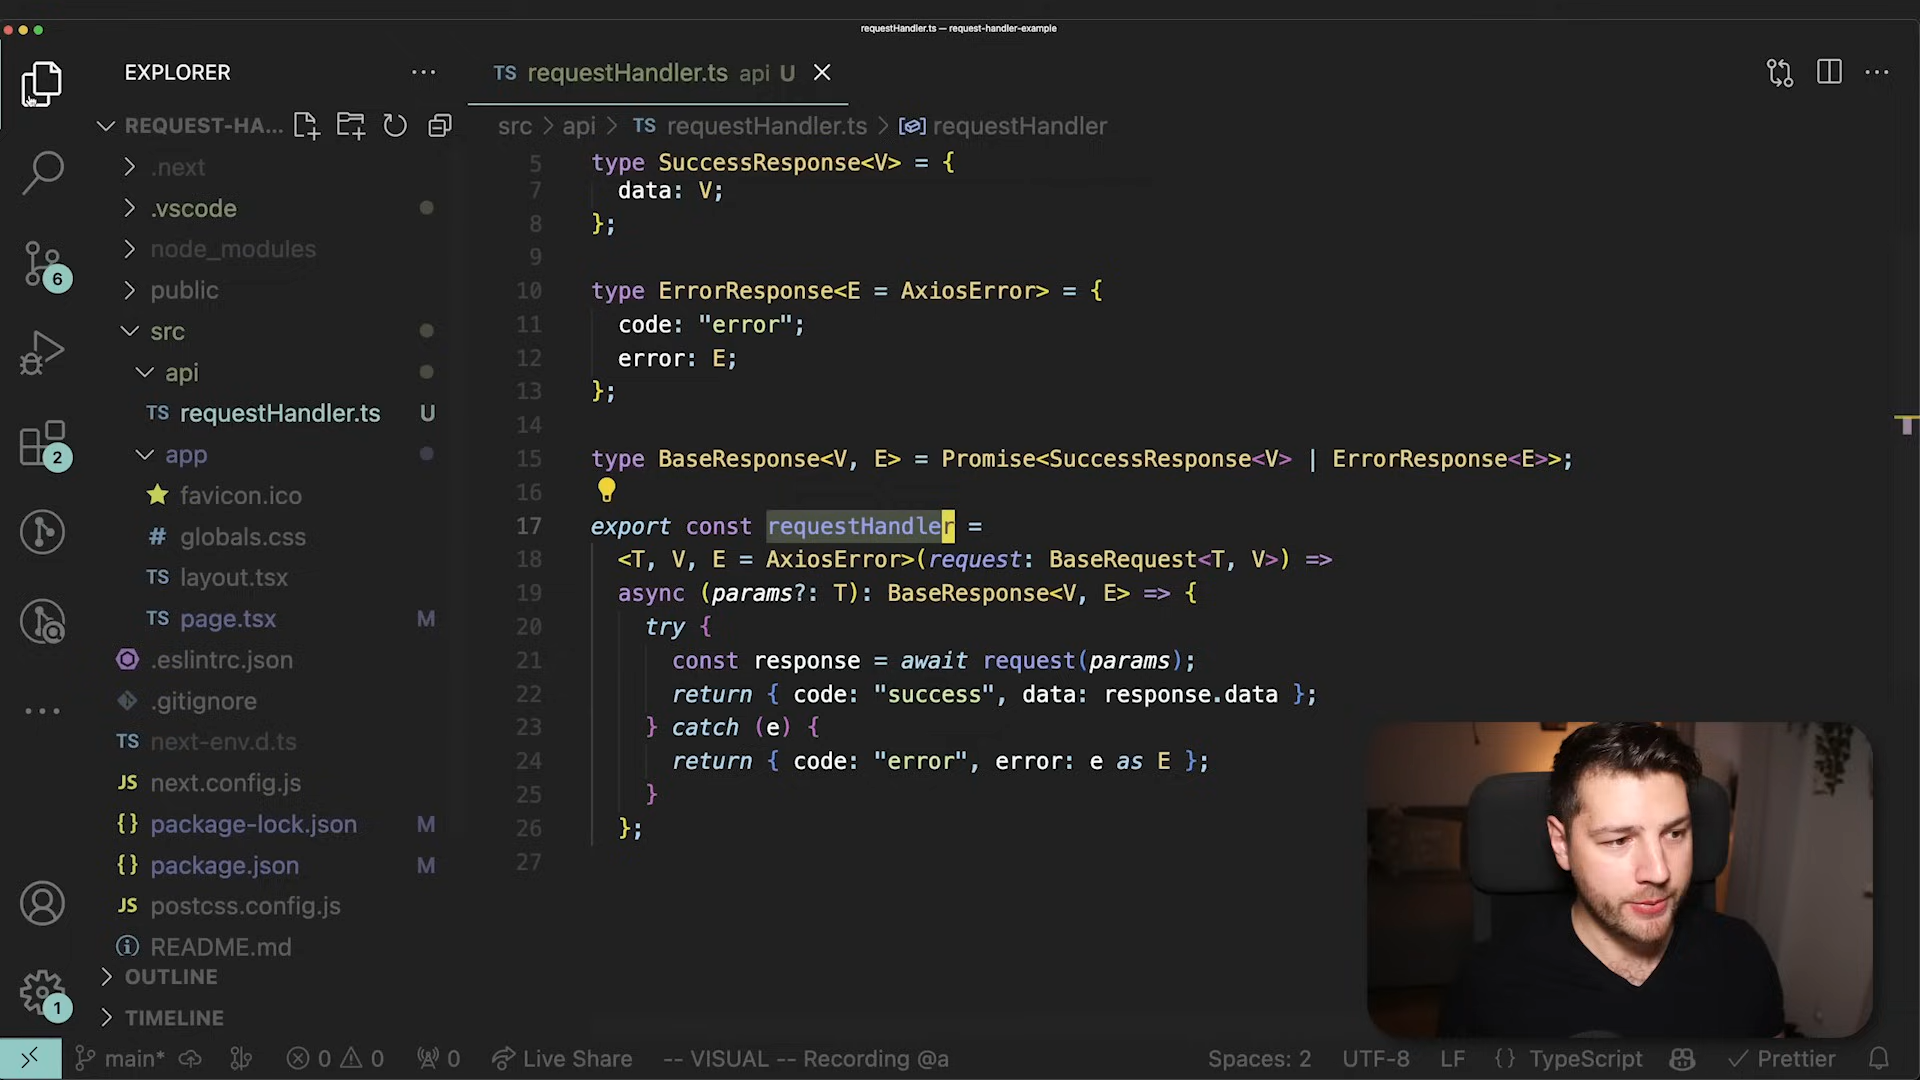 requestHandler.ts — request-handler-example
EXPLORER
REQUEST-HA...
.next
.vscode
node_modules
public
src
api
TS requestHandler.ts U
app
favicon.ico
# globals.css
TS layout.tsx
TS page.tsx M
.eslintrc.json
.gitignore
TS next-env.d.ts
JS next.config.js
{} package-lock.json M
{} package.json M
JS postcss.config.js
README.md
OUTLINE
TIMELINE
6
2
1
TS requestHandler.ts api U
src > api > TS requestHandler.ts > requestHandler
5 type SuccessResponse<V> = {
7 data: V;
8 };
9
10 type ErrorResponse<E = AxiosError> = {
11 code: "error";
12 error: E;
13 };
14
15 type BaseResponse<V, E> = Promise<SuccessResponse<V> | ErrorResponse<E>>;
16
17 export const requestHandler =
18 <T, V, E = AxiosError>(request: BaseRequest<T, V>) =>
19 async (params?: T): BaseResponse<V, E> => {
20 try {
21 const response = await request(params);
22 return { code: "success", data: response.data };
23 } catch (e) {
24 return { code: "error", error: e as E };
25 }
26 };
27
main* 0 0 0 Live Share -- VISUAL -- Recording @a Spaces: 2 UTF-8 LF {} TypeScript Prettier